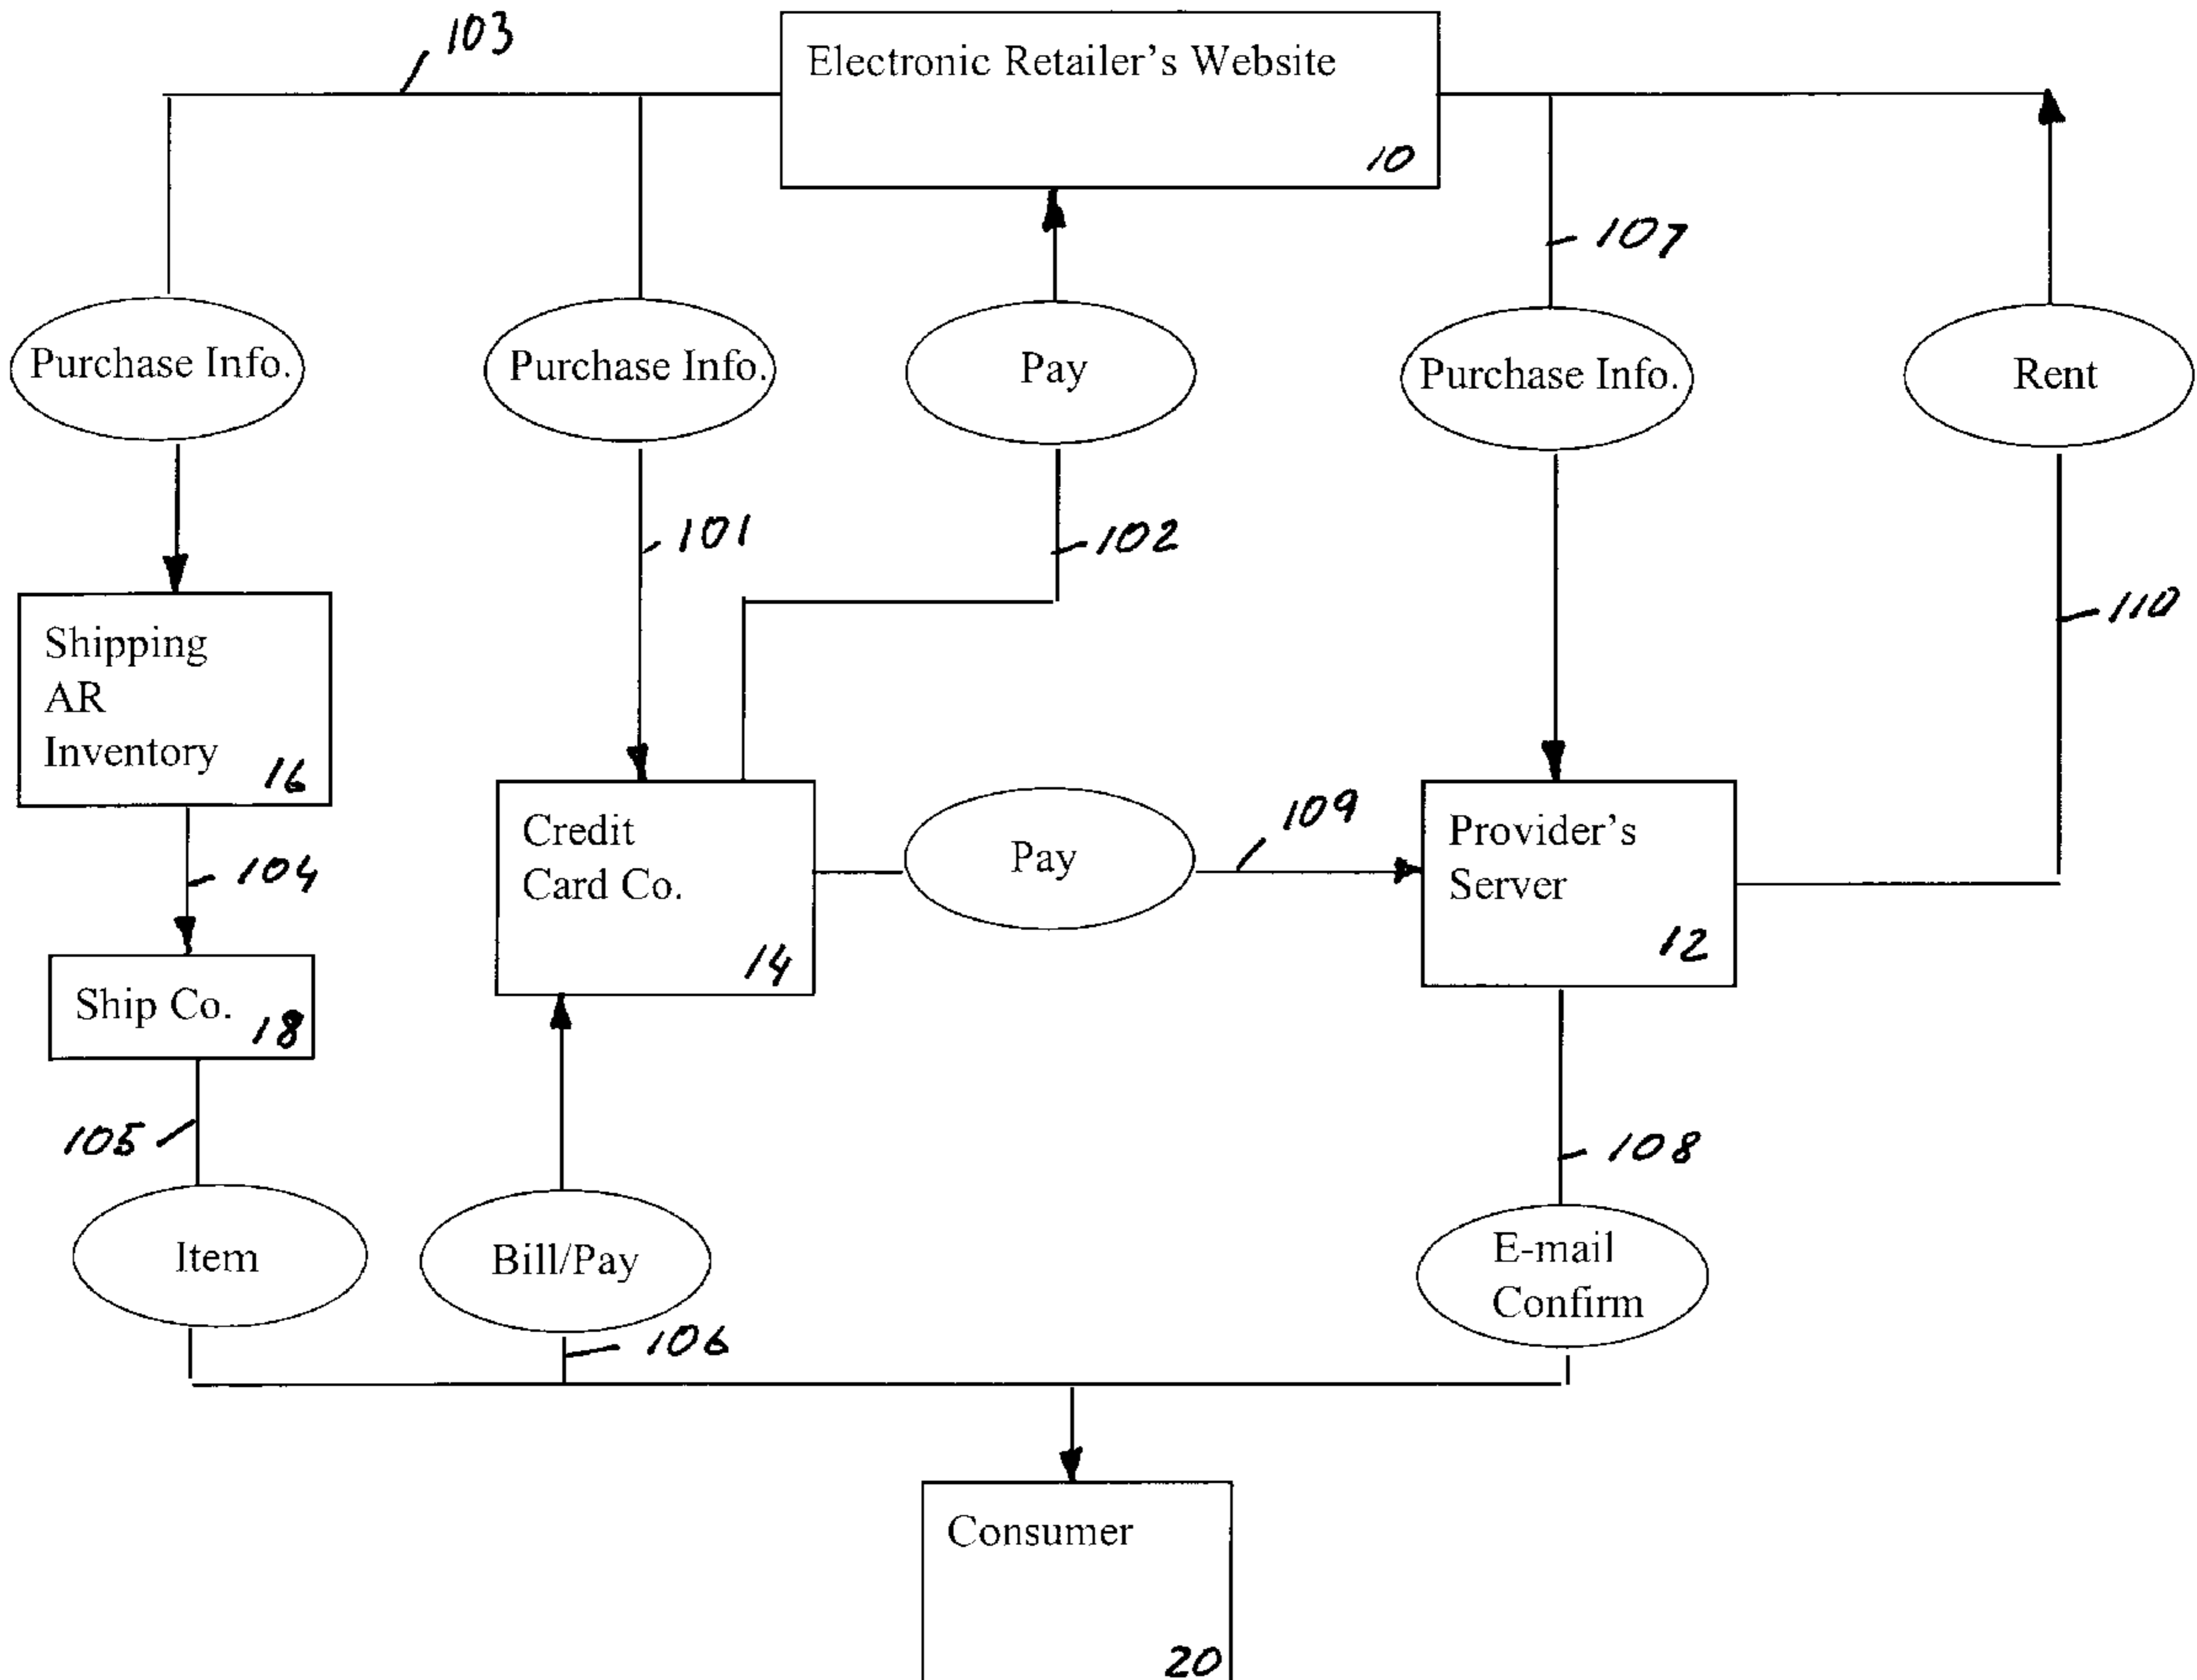 103
Electronic Retailer's Website
10
107
Purchase Info.
Purchase Info.
Pay
Purchase Info.
Rent
101
102
110
Shipping
AR
Inventory
16
Credit
Card Co.
14
Pay
109
Provider's
Server
12
104
Ship Co.
18
105
108
Item
Bill/Pay
E-mail
Confirm
106
Consumer
20